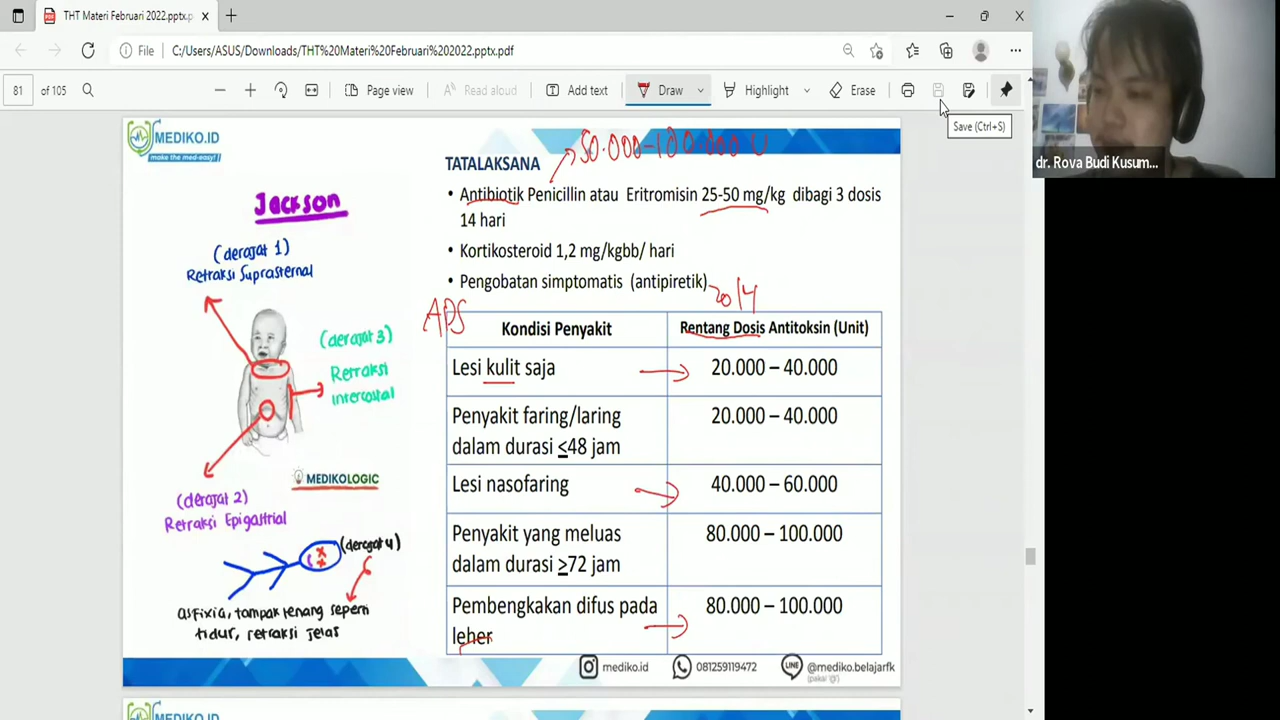 THT Materi Februari 2022.pptx.p
File
C:/Users/ASUS/Downloads/THT%20Materi%20Februari%202022.pptx.pdf
81 of 105
Page view
Read aloud
Add text
Draw
Highlight
Erase
Save (Ctrl+S)
dr. Rova Budi Kusum...
MEDIKO.ID
make the med-easy!
Jackson
(derajat 1)
Retraksi Suprasternal
(derajat 3)
Retraksi
intercostal
MEDIKOLOGIC
(derajat 2)
Retraksi Epigastrial
(derajat 4)
asfixia, tampak tenang seperti
tidur, retraksi jelas
50.000-100.000 U
TATALAKSANA
• Antibiotik Penicillin atau Eritromisin 25-50 mg/kg dibagi 3 dosis
14 hari
• Kortikosteroid 1,2 mg/kgbb/ hari
• Pengobatan simptomatis (antipiretik)
2014
ADS
Kondisi Penyakit
Rentang Dosis Antitoksin (Unit)
Lesi kulit saja
20.000 – 40.000
Penyakit faring/laring
dalam durasi ≤48 jam
20.000 – 40.000
Lesi nasofaring
40.000 – 60.000
Penyakit yang meluas
dalam durasi ≥72 jam
80.000 – 100.000
Pembengkakan difus pada
leher
80.000 – 100.000
mediko.id
081259119472
LINE
@mediko.belajarfk
(pakai '@')
MEDIKO.ID